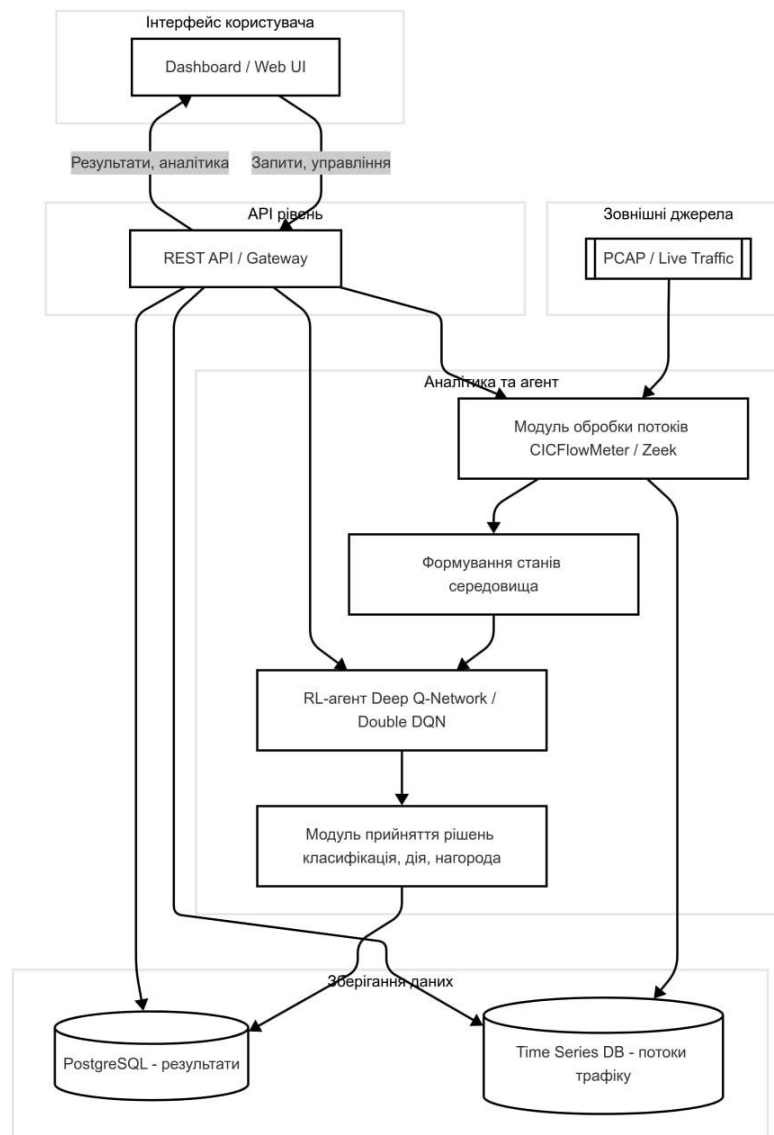 Інтерфейс користувача
Dashboard / Web UI
Результати, аналітика
Запити, управління
API рівень
Зовнішні джерела
REST API / Gateway
PCAP / Live Traffic
Аналітика та агент
Модуль обробки потоків
CICFlowMeter / Zeek
Формування станів
середовища
RL-агент Deep Q-Network /
Double DQN
Модуль прийняття рішень
класифікація, дія, нагорода
Зберігання даних
PostgreSQL - результати
Time Series DB - потоки
трафіку